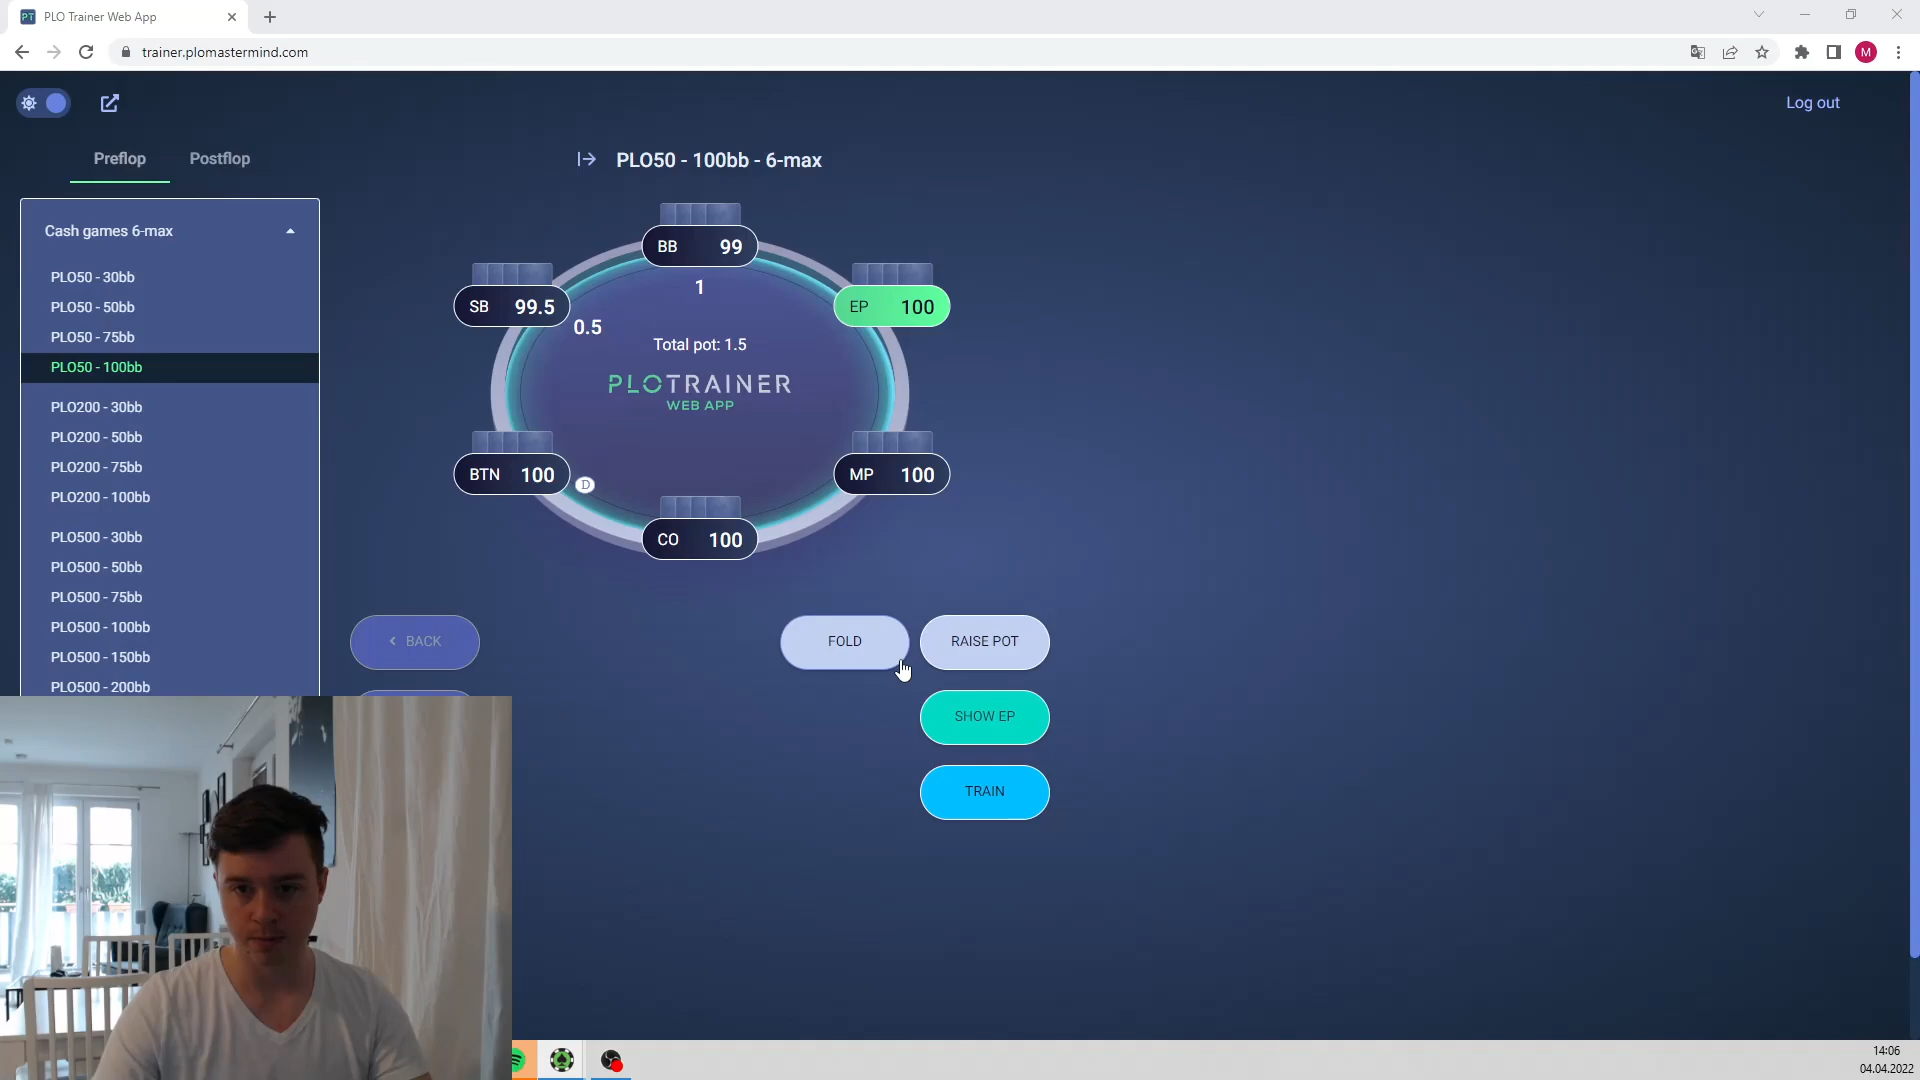 PT PLO Trainer Web App
trainer.plomastermind.com
M
Log out
Preflop Postflop
PLO50 - 100bb - 6-max
Cash games 6-max
PLO50 - 30bb
PLO50 - 50bb
PLO50 - 75bb
PLO50 - 100bb
PLO200 - 30bb
PLO200 - 50bb
PLO200 - 75bb
PLO200 - 100bb
PLO500 - 30bb
PLO500 - 50bb
PLO500 - 75bb
PLO500 - 100bb
PLO500 - 150bb
PLO500 - 200bb
BB 99
1
SB 99.5
0.5
EP 100
Total pot: 1.5
PLOTRAINER
WEB APP
BTN 100
D
MP 100
CO 100
BACK
FOLD
RAISE POT
SHOW EP
TRAIN
14:06
04.04.2022